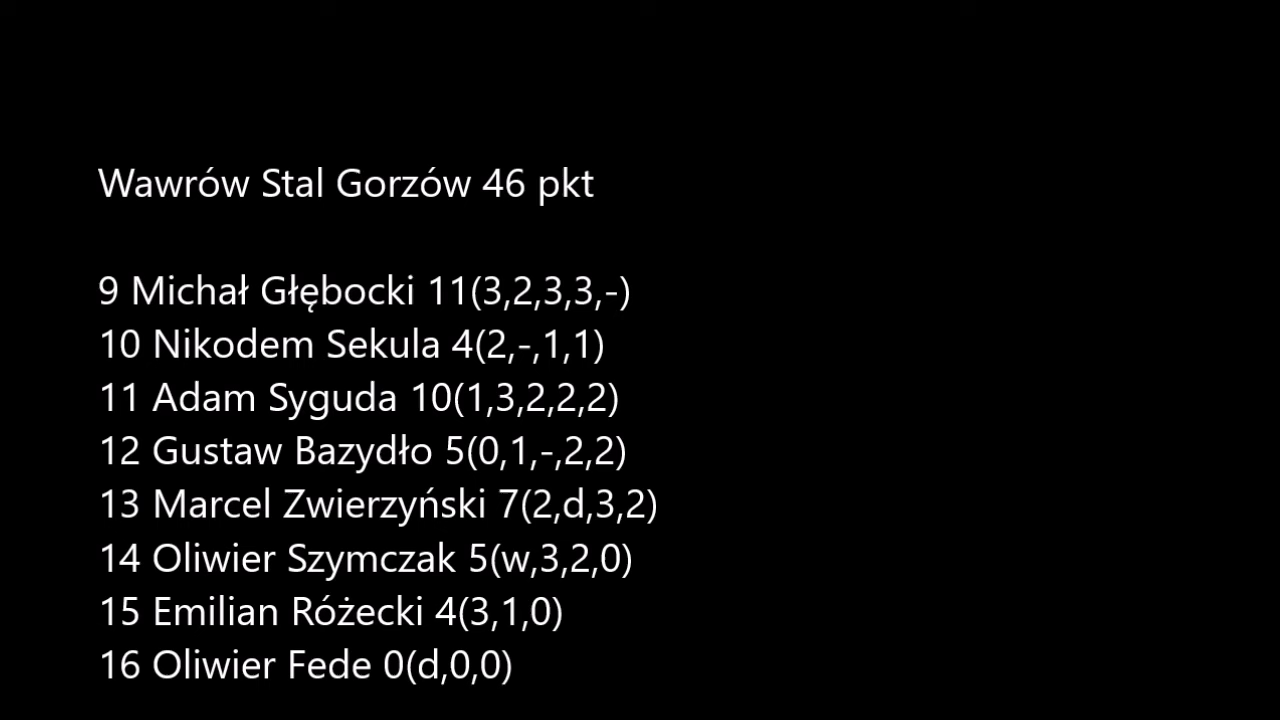 Wawrów Stal Gorzów 46 pkt
9 Michał Głębocki 11(3,2,3,3,-)
10 Nikodem Sekula 4(2,-,1,1)
11 Adam Syguda 10(1,3,2,2,2)
12 Gustaw Bazydło 5(0,1,-,2,2)
13 Marcel Zwierzyński 7(2,d,3,2)
14 Oliwier Szymczak 5(w,3,2,0)
15 Emilian Różecki 4(3,1,0)
16 Oliwier Fede 0(d,0,0)